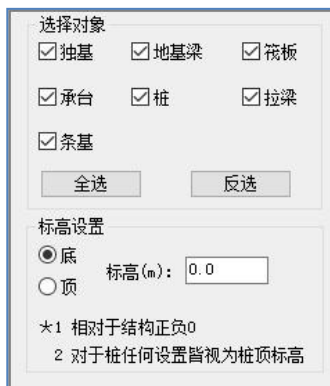 选择对象
独基 地基梁 筏板
承台 桩 拉梁
条基
全选 反选
标高设置
底
标高(m): 0.0
顶
*1 相对于结构正负0
2 对于桩任何设置皆视为桩顶标高